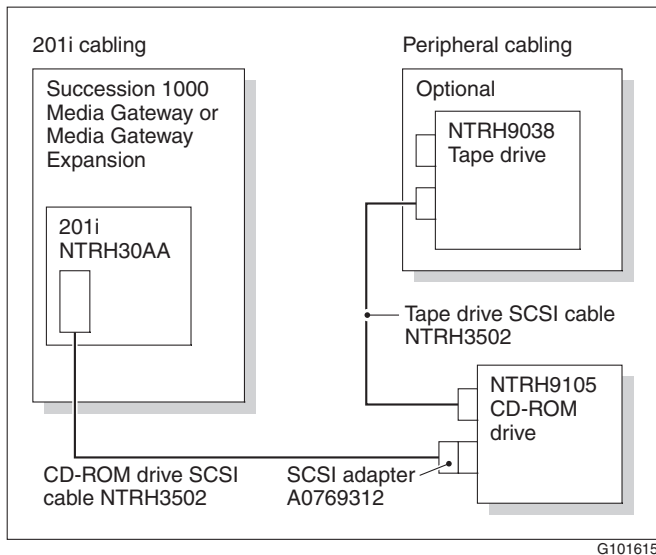 201i cabling
Succession 1000
Media Gateway or
Media Gateway
Expansion
201i
NTRH30AA
CD-ROM drive SCSI
cable NTRH3502
Peripheral cabling
Optional
NTRH9038
Tape drive
Tape drive SCSI cable
NTRH3502
NTRH9105
CD-ROM
drive
SCSI adapter
A0769312
G101615